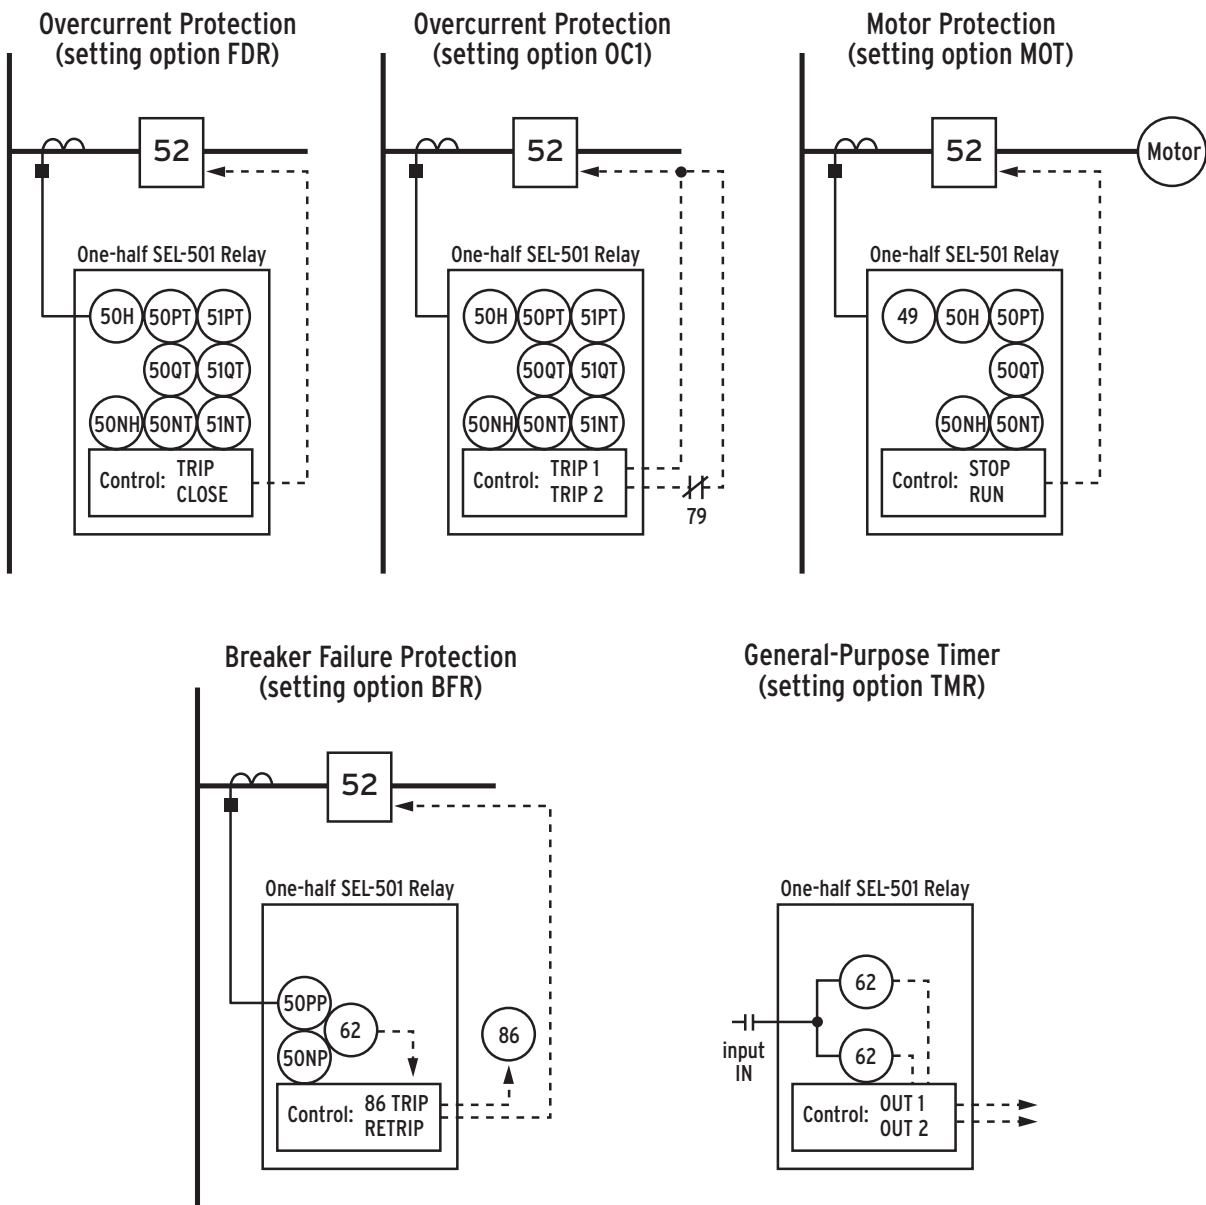 Overcurrent Protection
(setting option FDR)
52
One-half SEL-501 Relay
50H 50PT 51PT
50QT 51QT
50NH 50NT 51NT
Control: TRIP
CLOSE
Overcurrent Protection
(setting option OC1)
52
One-half SEL-501 Relay
50H 50PT 51PT
50QT 51QT
50NH 50NT 51NT
Control: TRIP 1
TRIP 2
79
Motor Protection
(setting option MOT)
52
Motor
One-half SEL-501 Relay
49 50H 50PT
50QT
50NH 50NT
Control: STOP
RUN
Breaker Failure Protection
(setting option BFR)
52
One-half SEL-501 Relay
50PP
62
50NP
86
Control: 86 TRIP
RETRIP
General-Purpose Timer
(setting option TMR)
One-half SEL-501 Relay
62
input
IN
62
Control: OUT 1
OUT 2